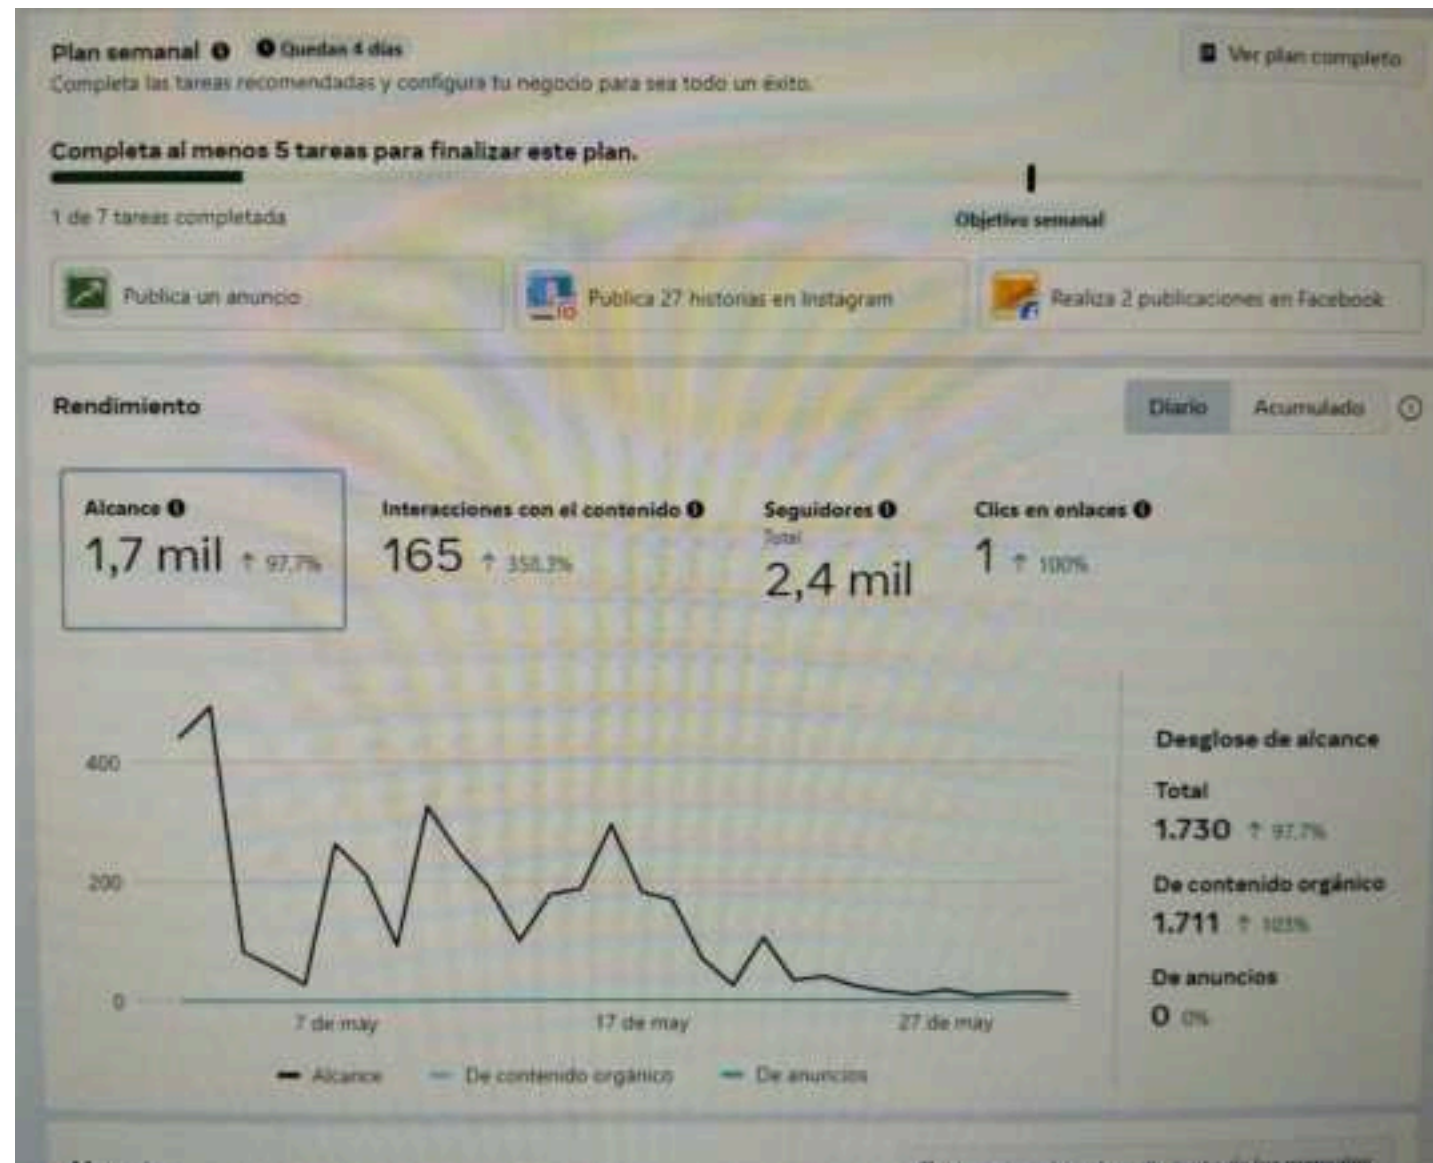 Plan semanal Quedan 4 días
Ver plan completo
Completa las tareas recomendadas y configura tu negocio para sea todo un éxito.
Completa al menos 5 tareas para finalizar este plan.
1 de 7 tareas completada
Objetivo semanal
Publica un anuncio
Publica 27 historias en Instagram
Realiza 2 publicaciones en Facebook
Rendimiento
Diario Acumulado
Alcance
1,7 mil ↑ 97,7%
Interacciones con el contenido
165 ↑ 358,3%
Seguidores
Total
2,4 mil
Clics en enlaces
1 ↑ 100%
400
200
0
7 de may
17 de may
27 de may
Alcance De contenido orgánico De anuncios
Desglose de alcance
Total
1.730 ↑ 97,7%
De contenido orgánico
1.711 ↑ 103%
De anuncios
0 0%